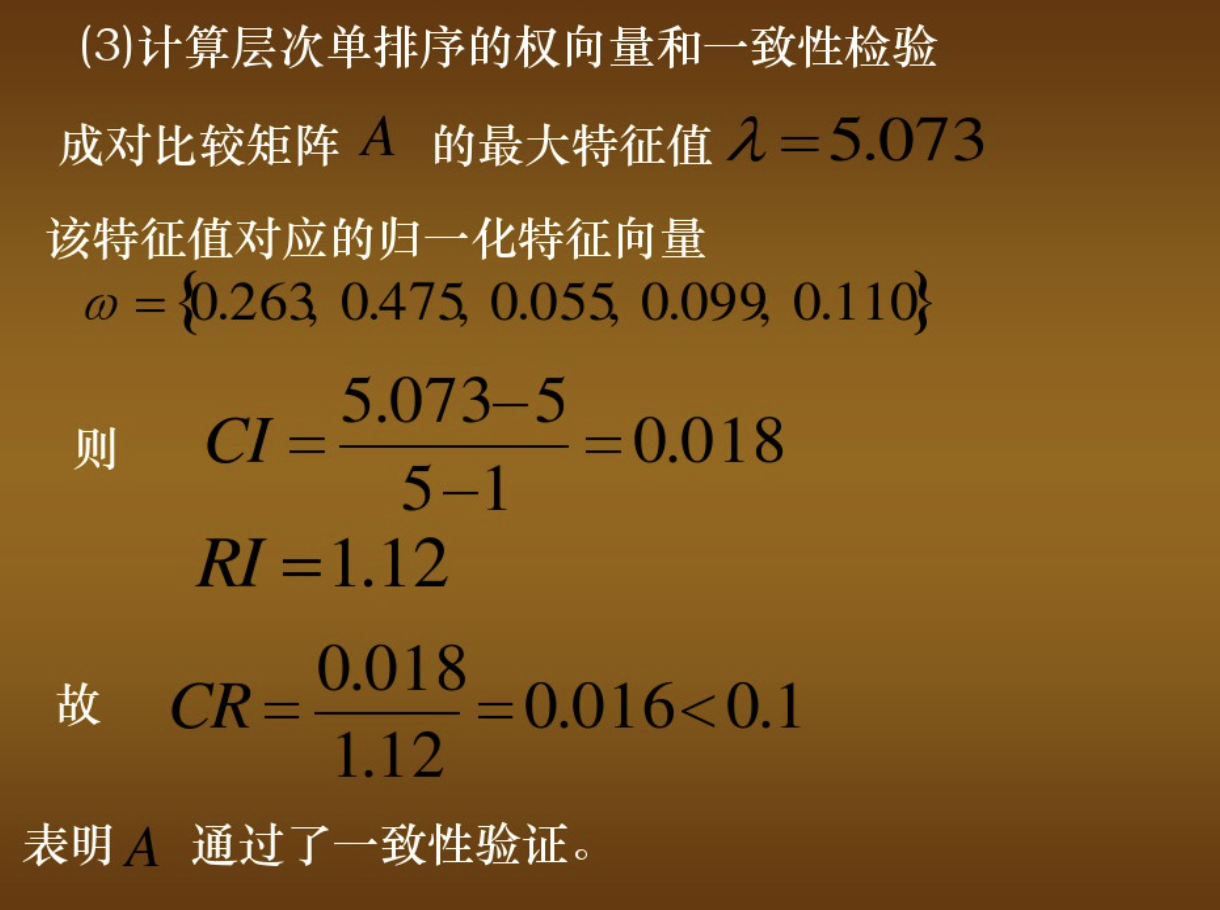 (3)计算层次单排序的权向量和一致性检验
成对比较矩阵 A 的最大特征值 λ = 5.073
该特征值对应的归一化特征向量
ω = {0.263, 0.475, 0.055, 0.099, 0.110}
则 CI = \frac{5.073-5}{5-1} = 0.018
RI = 1.12
故 CR = \frac{0.018}{1.12} = 0.016 < 0.1
表明 A 通过了一致性验证。